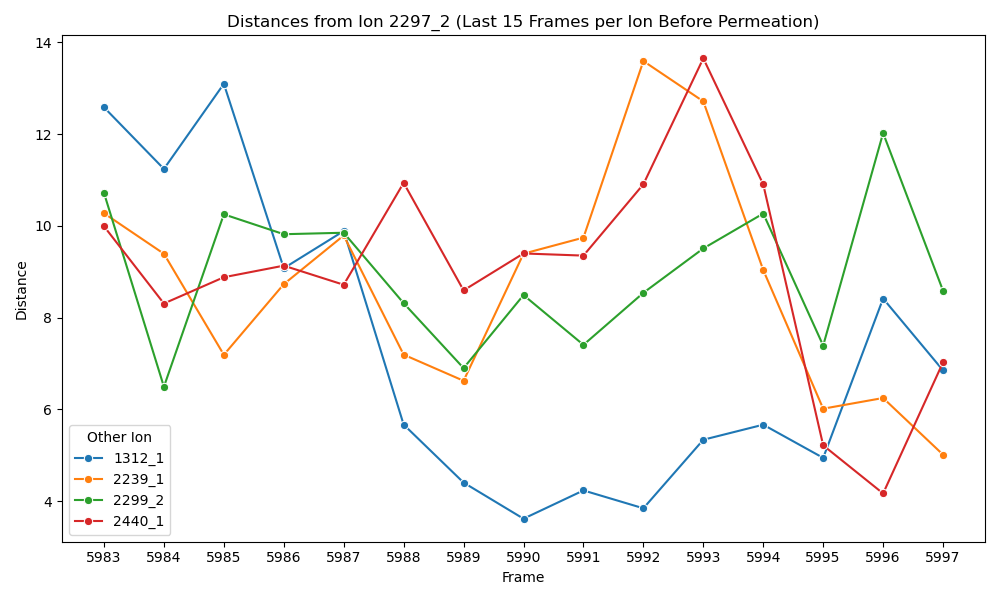 Distances from Ion 2297_2 (Last 15 Frames per Ion Before Permeation)
Distance
14
12
10
8
6
4
Other Ion
1312_1
2239_1
2299_2
2440_1
5983 5984 5985 5986 5987 5988 5989 5990 5991 5992 5993 5994 5995 5996 5997
Frame